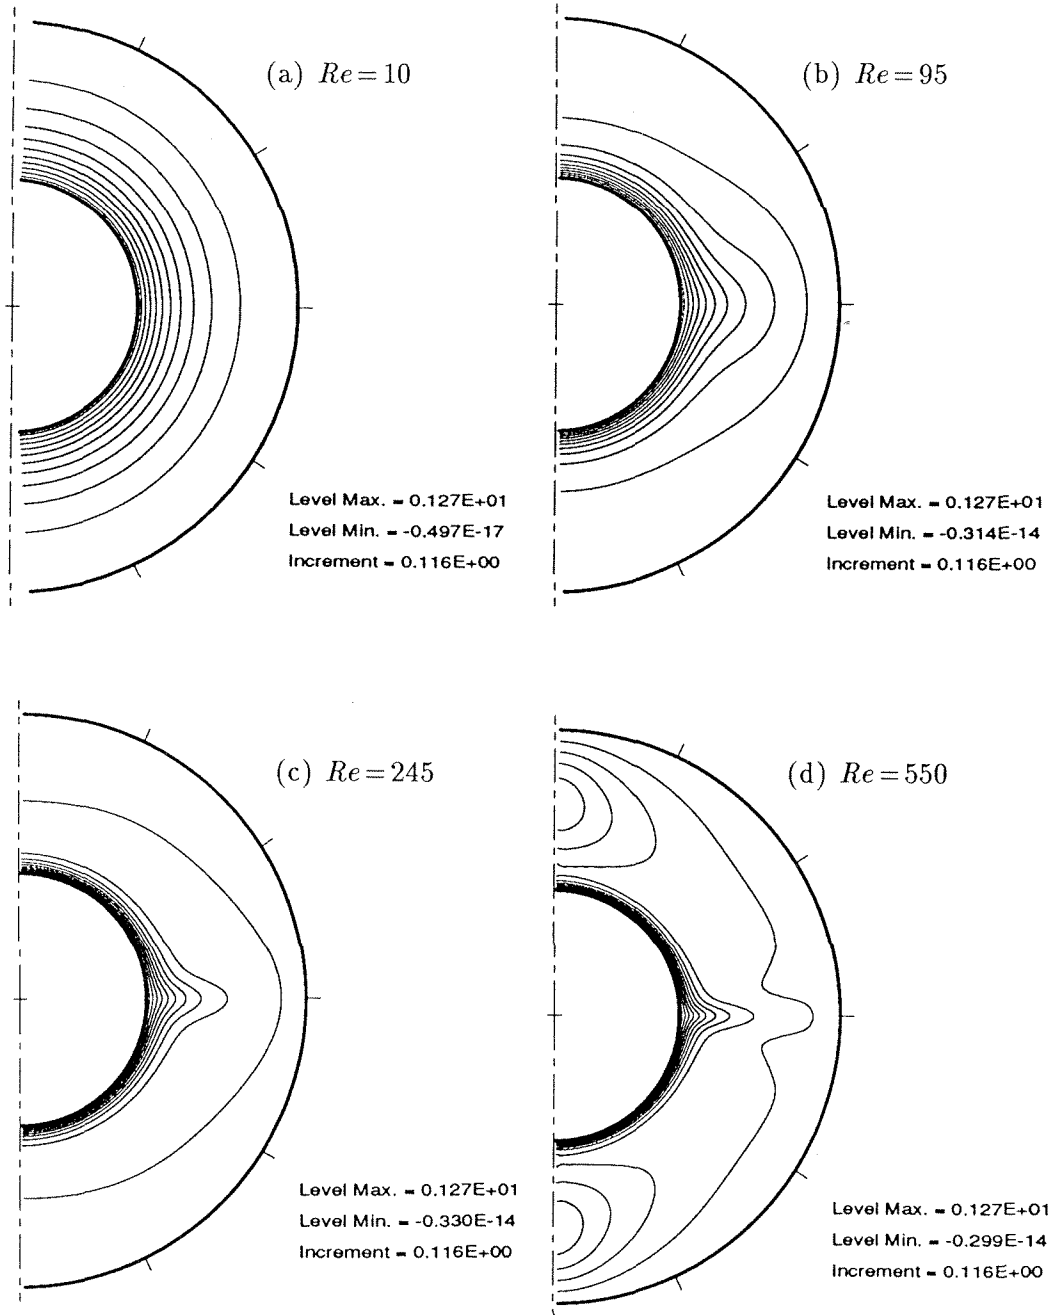 (a) Re = 10
Level Max. = 0.127E+01
Level Min. = -0.497E-17
Increment = 0.116E+00
(b) Re = 95
Level Max. = 0.127E+01
Level Min. = -0.314E-14
Increment = 0.116E+00
(c) Re = 245
Level Max. = 0.127E+01
Level Min. = -0.330E-14
Increment = 0.116E+00
(d) Re = 550
Level Max. = 0.127E+01
Level Min. = -0.299E-14
Increment = 0.116E+00